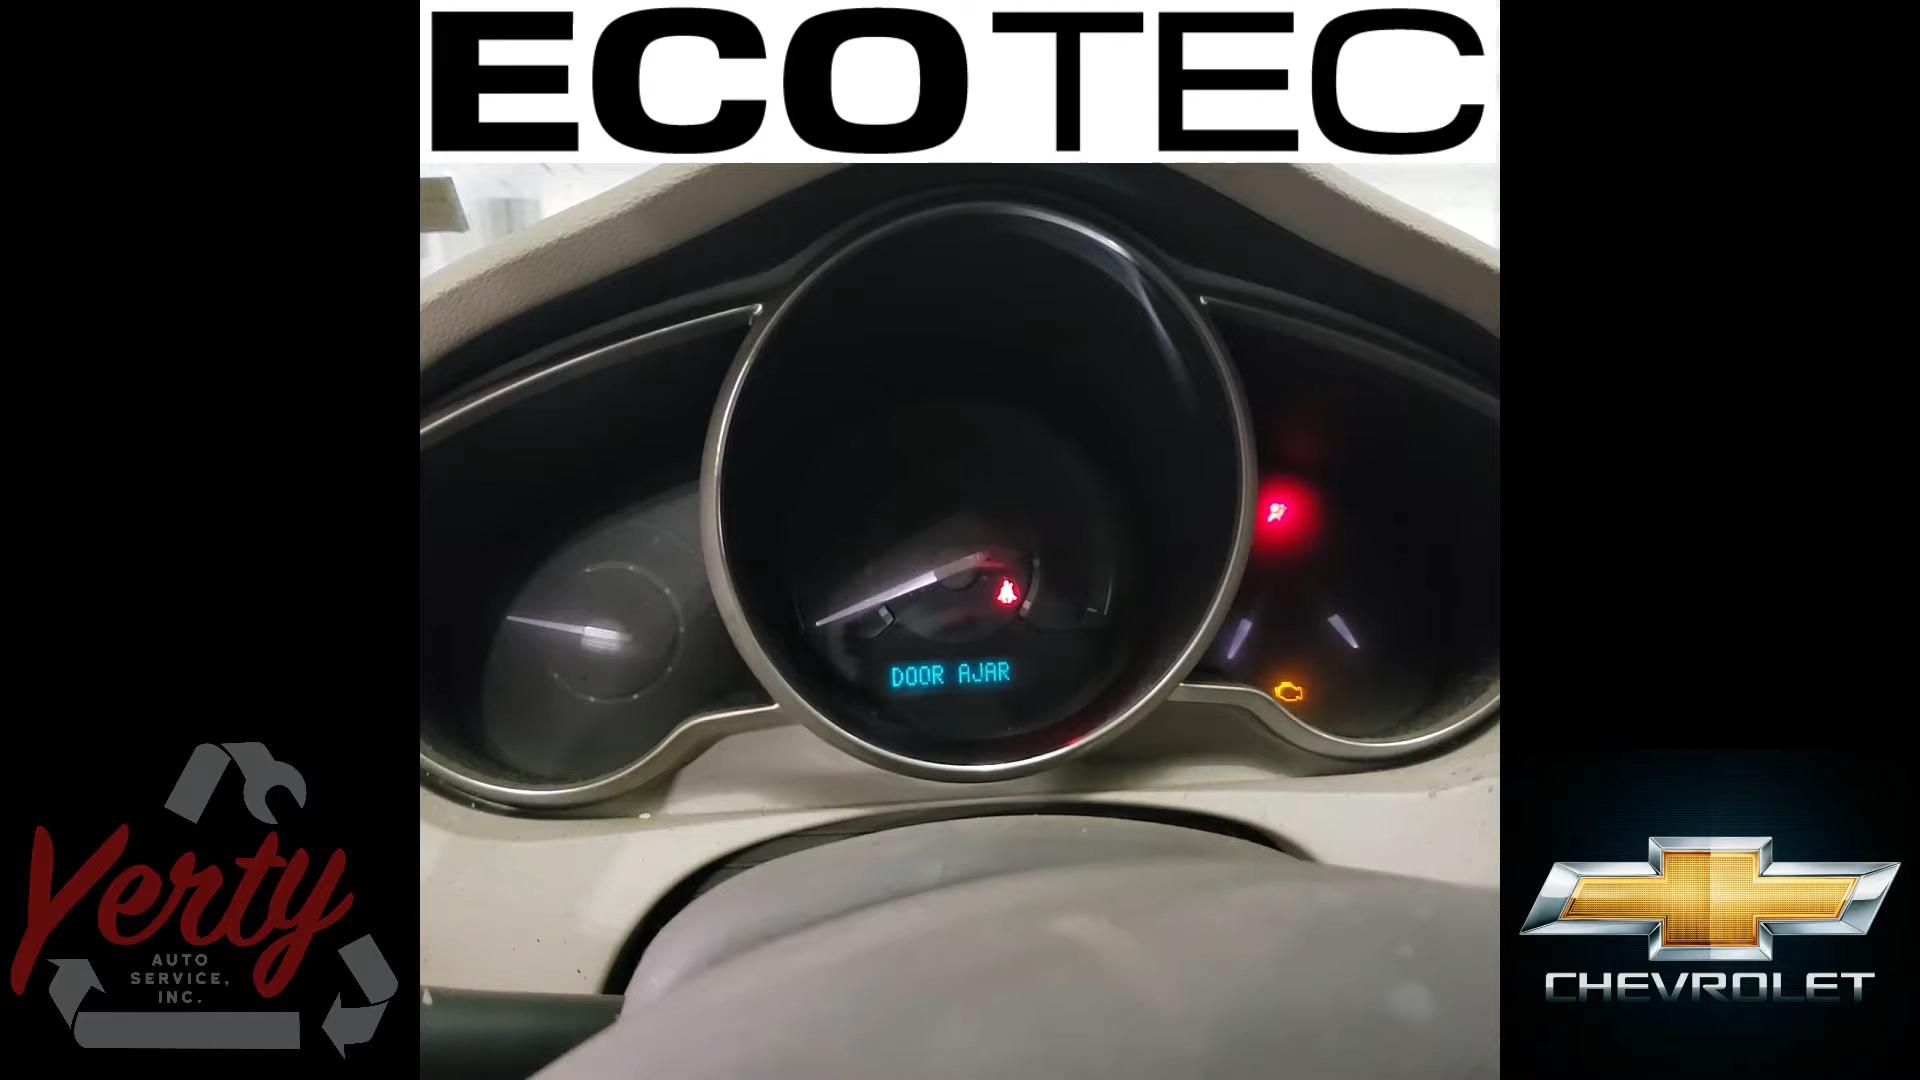 ECOTEC
DOOR AJAR
Yerty
AUTO
SERVICE,
INC.
CHEVROLET